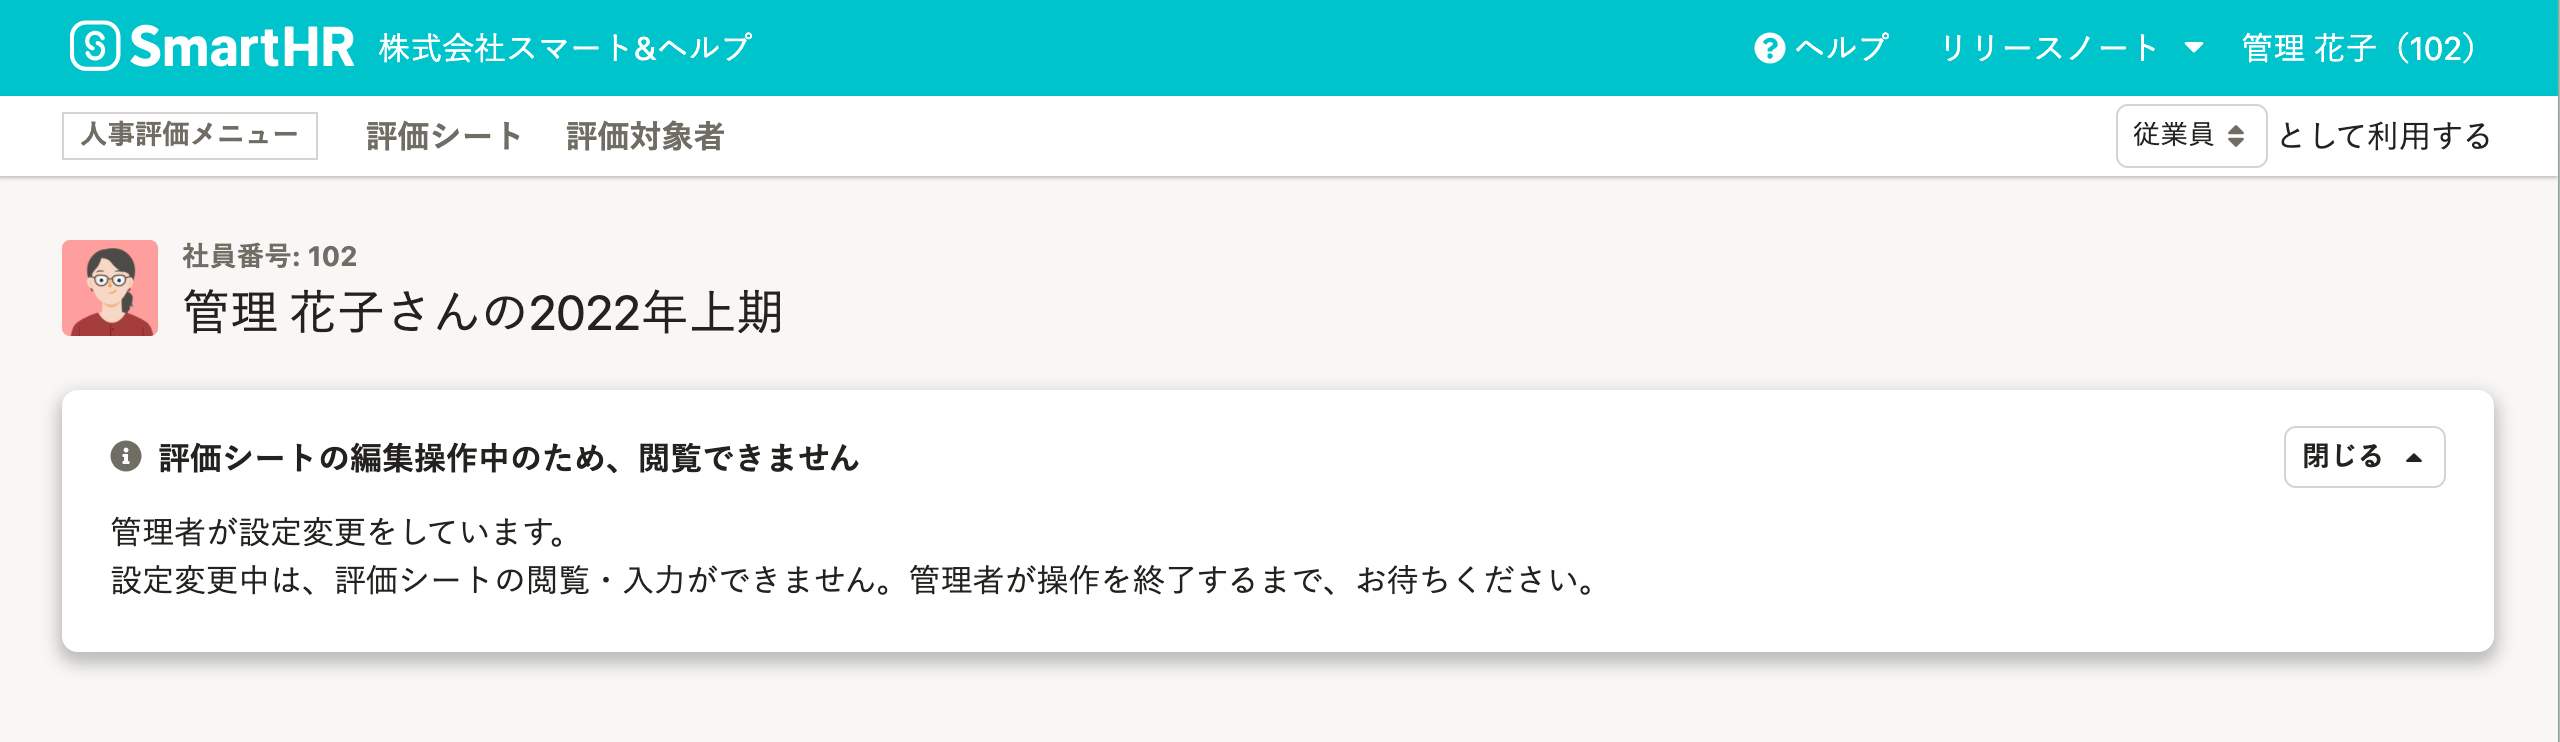 SmartHR 株式会社スマート&ヘルプ ヘルプ リリースノート 管理 花子（102）
人事評価メニュー 評価シート 評価対象者 従業員 として利用する
社員番号: 102
管理 花子さんの2022年上期
評価シートの編集操作中のため、閲覧できません 閉じる
管理者が設定変更をしています。
設定変更中は、評価シートの閲覧・入力ができません。管理者が操作を終了するまで、お待ちください。